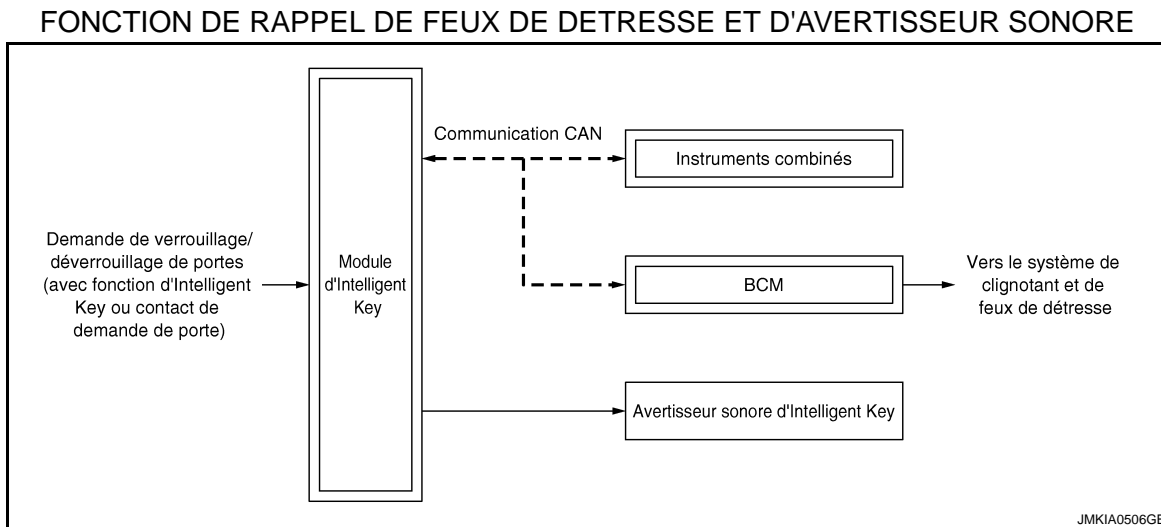 FONCTION DE RAPPEL DE FEUX DE DETRESSE ET D'AVERTISSEUR SONORE
Communication CAN
Instruments combinés
Demande de verrouillage/
déverrouillage de portes
(avec fonction d'Intelligent
Key ou contact de
demande de porte)
Module
d'Intelligent
Key
BCM
Vers le système de
clignotant et de
feux de détresse
Avertisseur sonore d'Intelligent Key
JMKIA0506GB